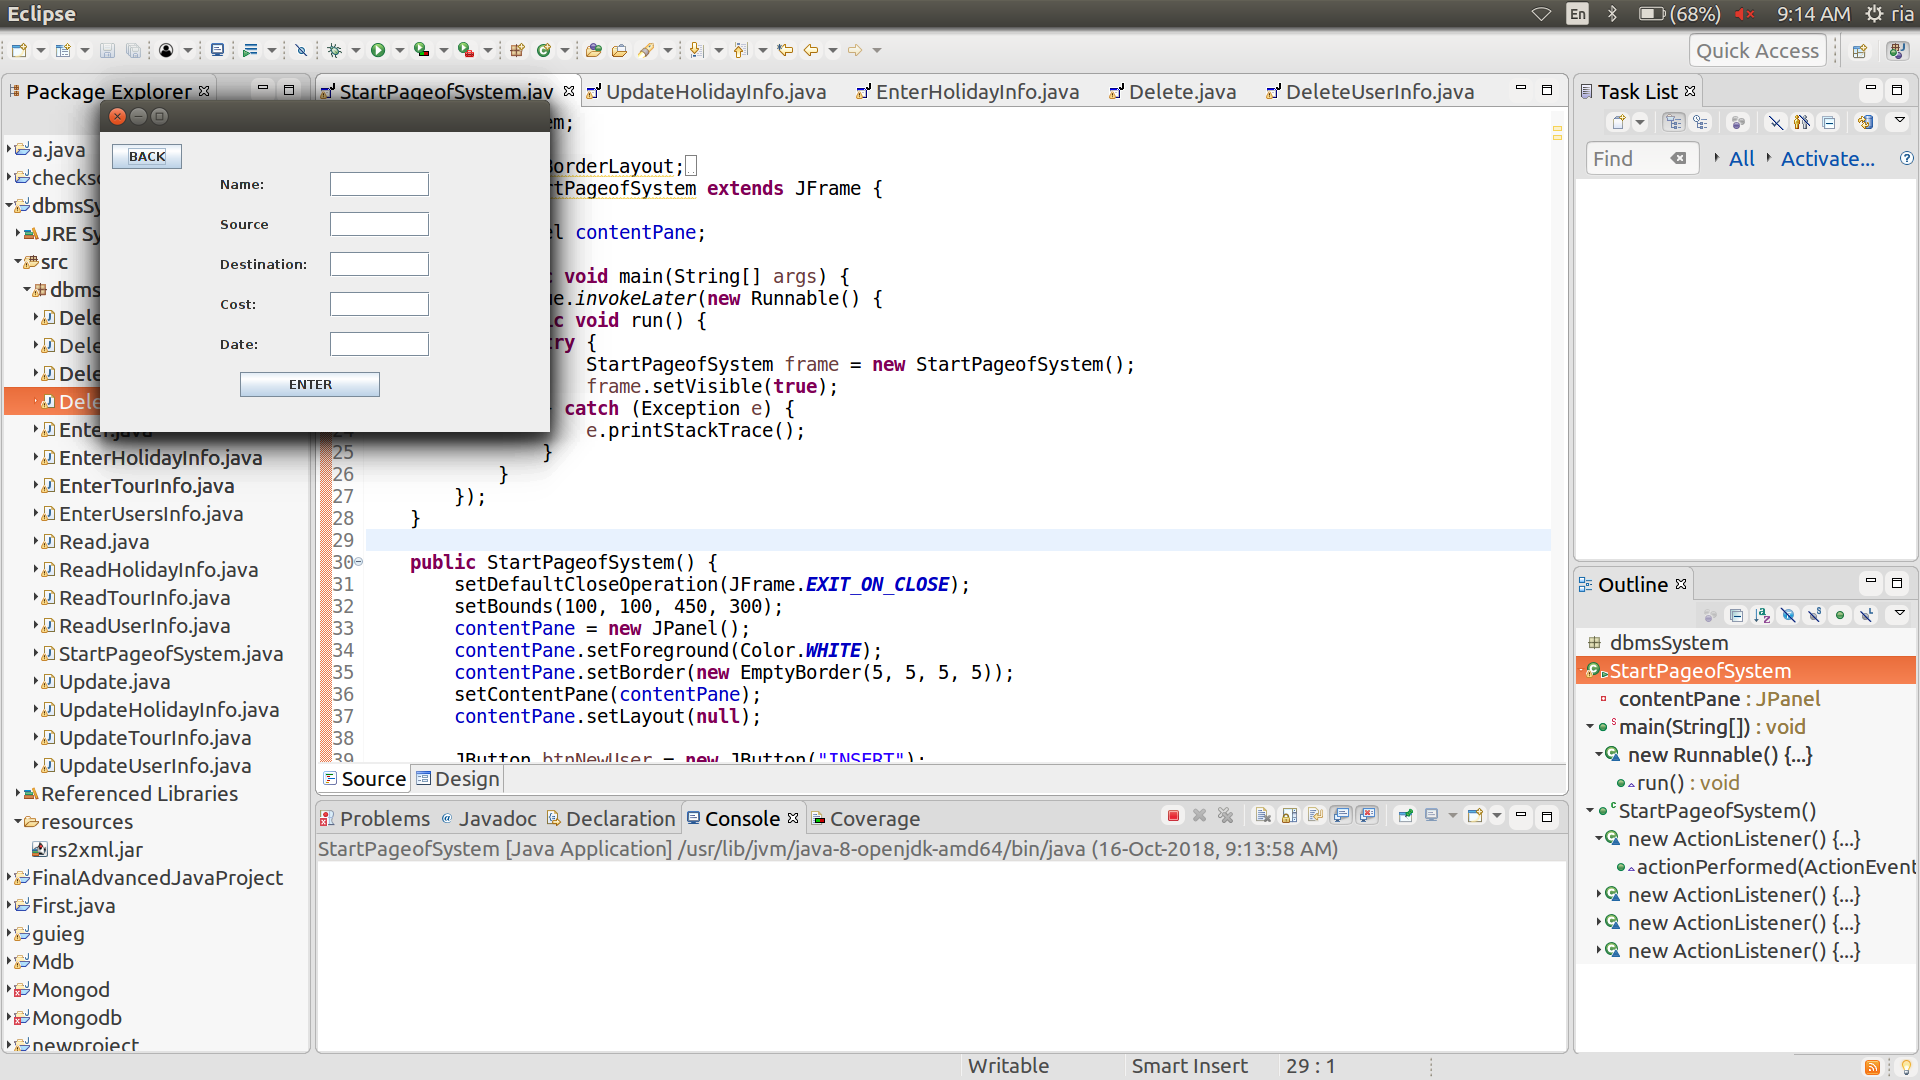 Eclipse
En
(68%)
9:14 AM
ria
Quick Access
Package Explorer
a.java
dbmsSy
JRE Sy
src
dbms
Dele
Dele
Dele
Dele
Enter.java
EnterHolidayInfo.java
EnterTourInfo.java
EnterUsersInfo.java
Read.java
ReadHolidayInfo.java
ReadTourInfo.java
ReadUserInfo.java
StartPageofSystem.java
Update.java
UpdateHolidayInfo.java
UpdateTourInfo.java
UpdateUserInfo.java
Referenced Libraries
resources
rs2xml.jar
FinalAdvancedJavaProject
First.java
guieg
Mdb
Mongod
Mongodb
newproject
BACK
Name:
Source
Destination:
Cost:
Date:
ENTER
StartPageofSystem.jav
UpdateHolidayInfo.java
EnterHolidayInfo.java
Delete.java
DeleteUserInfo.java
em;
BorderLayout;
tPageofSystem extends JFrame {
l contentPane;
void main(String[] args) {
e.invokeLater(new Runnable() {
c void run() {
ry {
StartPageofSystem frame = new StartPageofSystem();
frame.setVisible(true);
catch (Exception e) {
e.printStackTrace();
25 }
26 }
27 });
28 }
29
30 public StartPageofSystem() {
31 setDefaultCloseOperation(JFrame.EXIT_ON_CLOSE);
32 setBounds(100, 100, 450, 300);
33 contentPane = new JPanel();
34 contentPane.setForeground(Color.WHITE);
35 contentPane.setBorder(new EmptyBorder(5, 5, 5, 5));
36 setContentPane(contentPane);
37 contentPane.setLayout(null);
38
39 JButton btnNewUser = new JButton("INSERT");
Source
Design
Problems
@ Javadoc
Declaration
Console
Coverage
StartPageofSystem [Java Application] /usr/lib/jvm/java-8-openjdk-amd64/bin/java (16-Oct-2018, 9:13:58 AM)
Task List
Find
All
Activate...
Outline
dbmsSystem
StartPageofSystem
contentPane : JPanel
main(String[]) : void
new Runnable() {...}
run() : void
StartPageofSystem()
new ActionListener() {...}
actionPerformed(ActionEvent
new ActionListener() {...}
new ActionListener() {...}
new ActionListener() {...}
Writable
Smart Insert
29 : 1